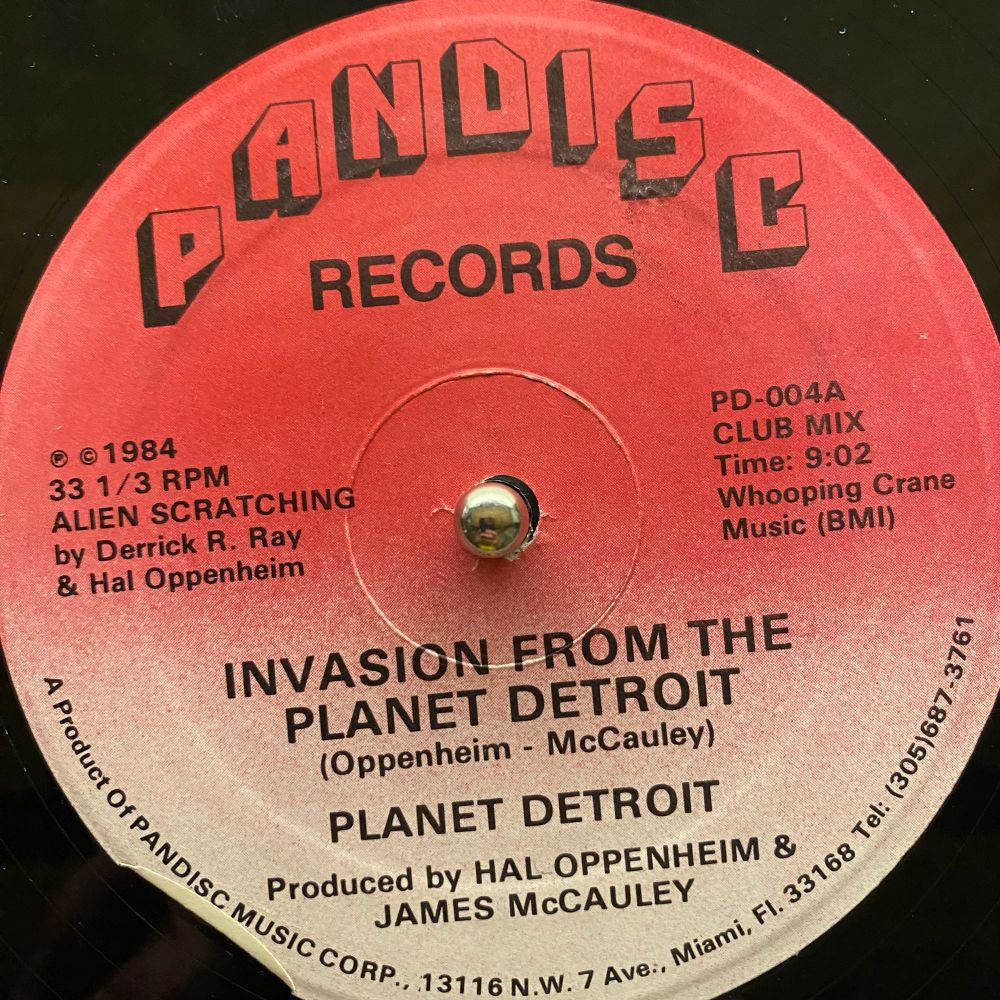 PANDISC
RECORDS
℗ © 1984
33 1/3 RPM
ALIEN SCRATCHING
by Derrick R. Ray
& Hal Oppenheim
PD-004A
CLUB MIX
Time: 9:02
Whooping Crane
Music (BMI)
INVASION FROM THE
PLANET DETROIT
(Oppenheim - McCauley)
PLANET DETROIT
Produced by HAL OPPENHEIM &
JAMES McCAULEY
A Product Of PANDISC MUSIC CORP., 13116 N.W. 7 Ave., Miami, Fl. 33168 Tel: (305)687-3761